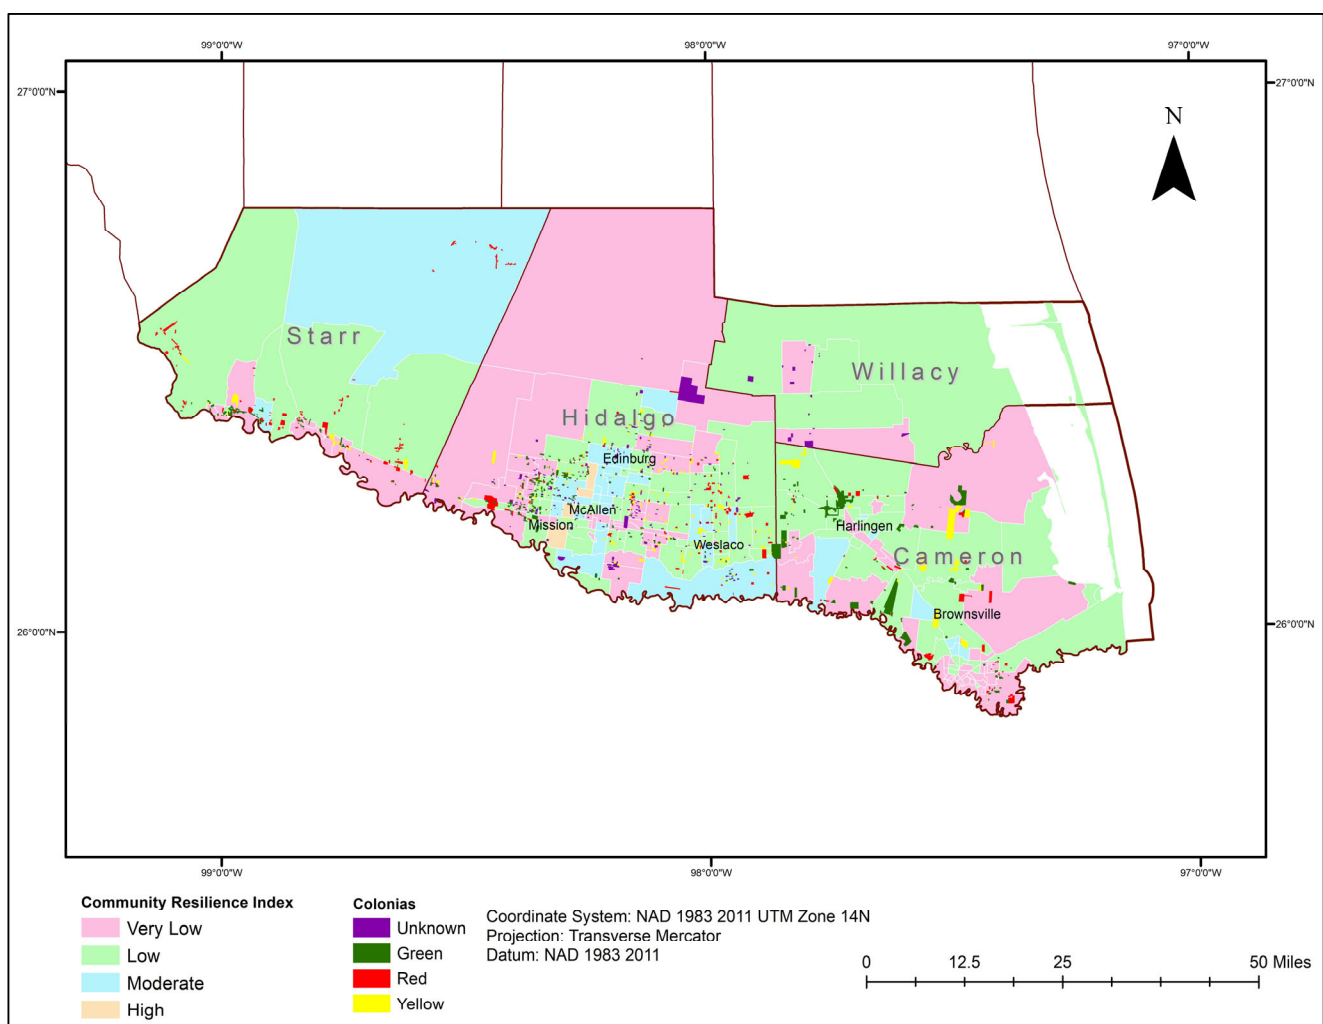 99°0'0"W 98°0'0"W 97°0'0"W
27°0'0"N 27°0'0"N
N
Starr
Willacy
Hidalgo
Edinburg
McAllen
Mission
Harlingen
Weslaco
Cameron
Brownsville
26°0'0"N 26°0'0"N
99°0'0"W 98°0'0"W 97°0'0"W
Community Resilience Index
Very Low
Low
Moderate
High
Colonias
Unknown
Green
Red
Yellow
Coordinate System: NAD 1983 2011 UTM Zone 14N
Projection: Transverse Mercator
Datum: NAD 1983 2011
0 12.5 25 50 Miles